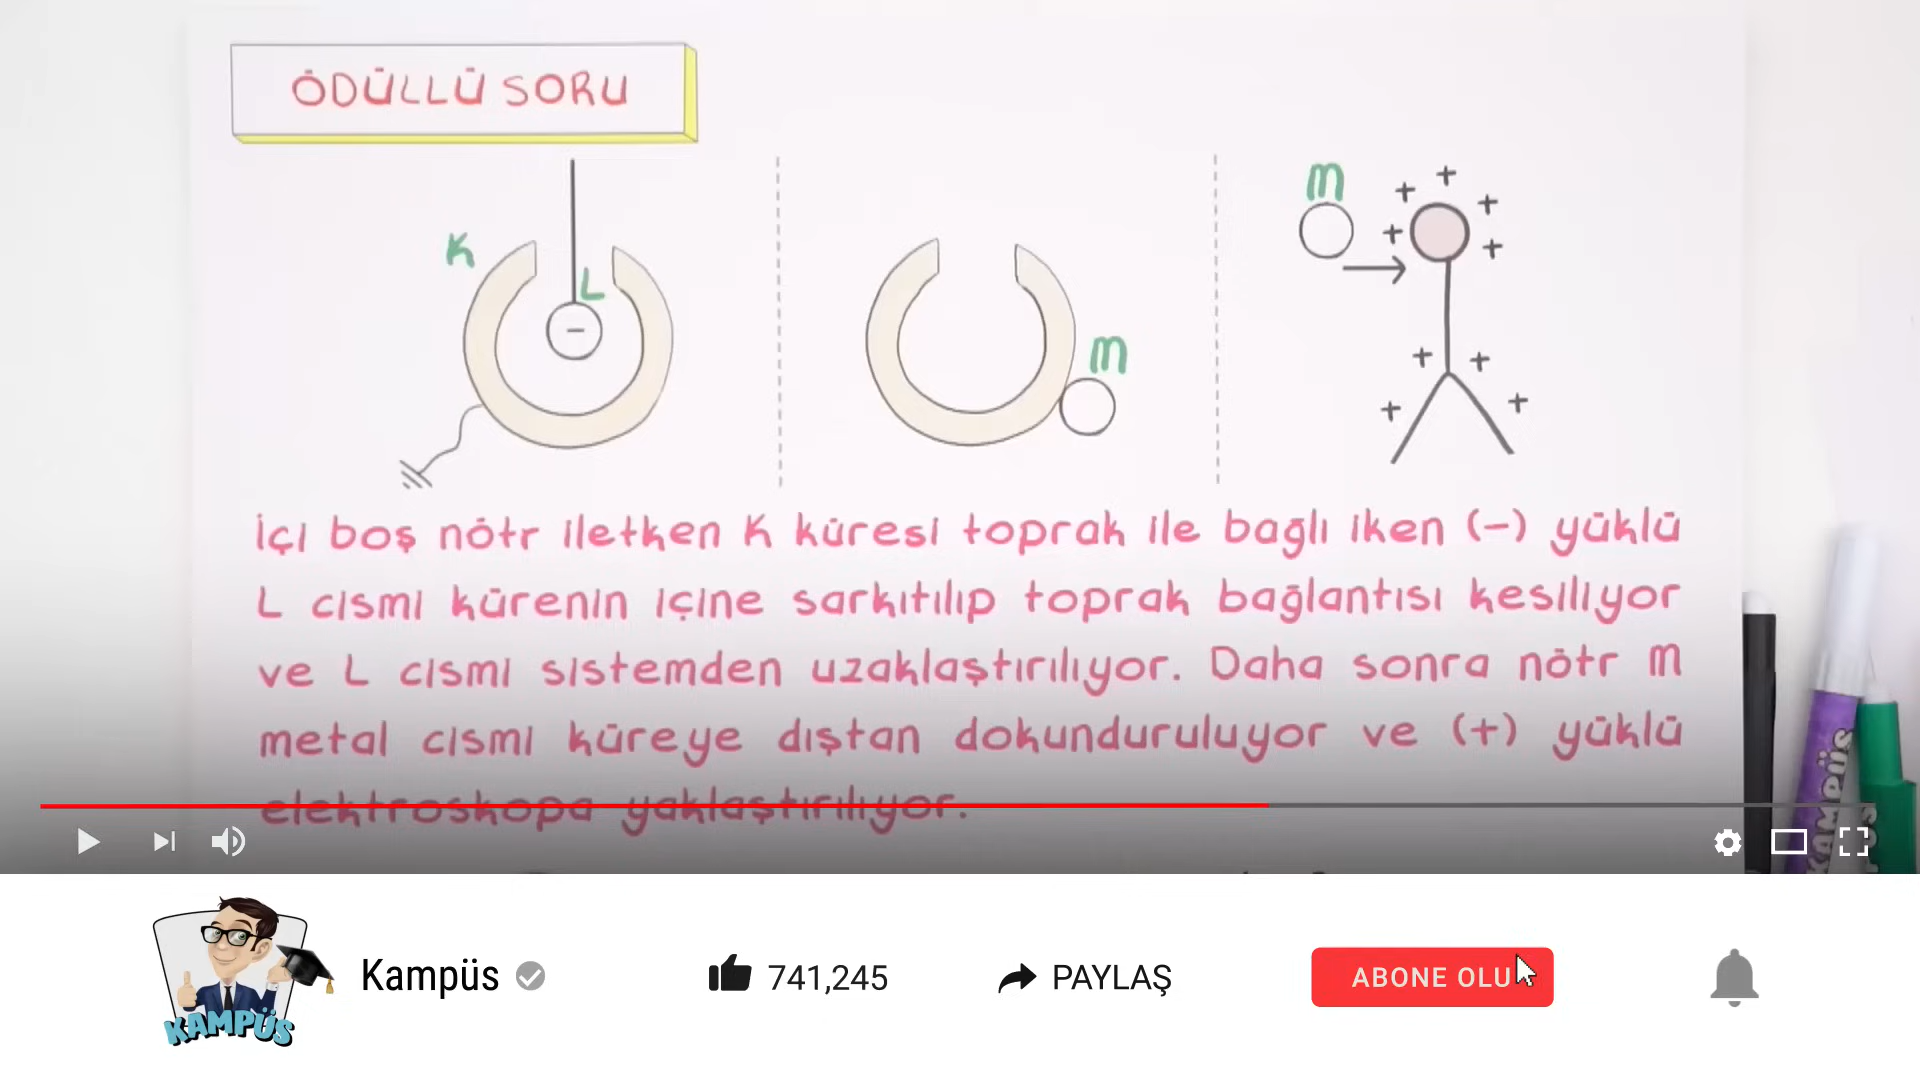 ÖDÜLLÜ SORU
K
L
−
M
M
+ + + + + +
+ + + +
İçi boş nötr iletken K küresi toprak ile bağlı iken (−) yüklü
L cismi kürenin içine sarkıtılıp toprak bağlantısı kesiliyor
ve L cismi sistemden uzaklaştırılıyor. Daha sonra nötr M
metal cismi küreye dıştan dokunduruluyor ve (+) yüklü
elektroskopa yaklaştırılıyor.
KAMPÜS
KAMPÜS
Kampüs
741,245
PAYLAŞ
ABONE OLU